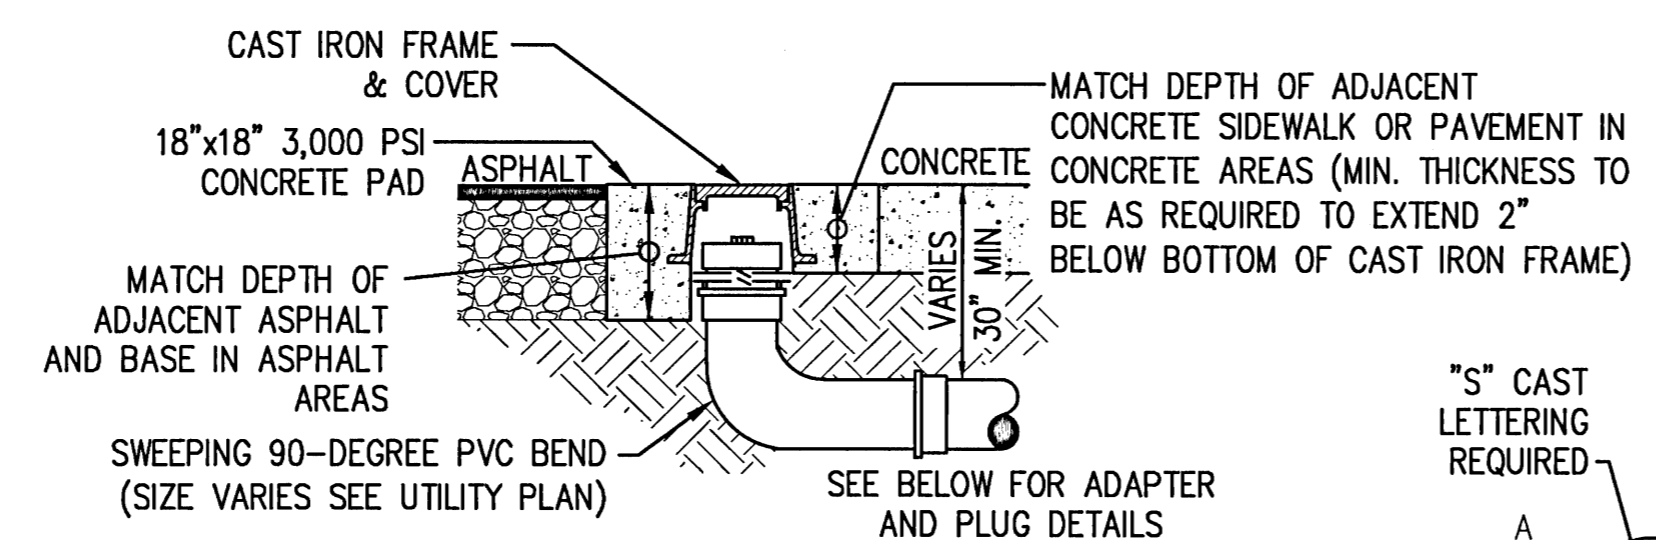 CAST IRON FRAME
& COVER
18"x18" 3,000 PSI
CONCRETE PAD
ASPHALT
CONCRETE
MATCH DEPTH OF ADJACENT
CONCRETE SIDEWALK OR PAVEMENT IN
CONCRETE AREAS (MIN. THICKNESS TO
BE AS REQUIRED TO EXTEND 2"
BELOW BOTTOM OF CAST IRON FRAME)
VARIES
30" MIN.
MATCH DEPTH OF
ADJACENT ASPHALT
AND BASE IN ASPHALT
AREAS
SWEEPING 90-DEGREE PVC BEND
(SIZE VARIES SEE UTILITY PLAN)
SEE BELOW FOR ADAPTER
AND PLUG DETAILS
"S" CAST
LETTERING
REQUIRED
A